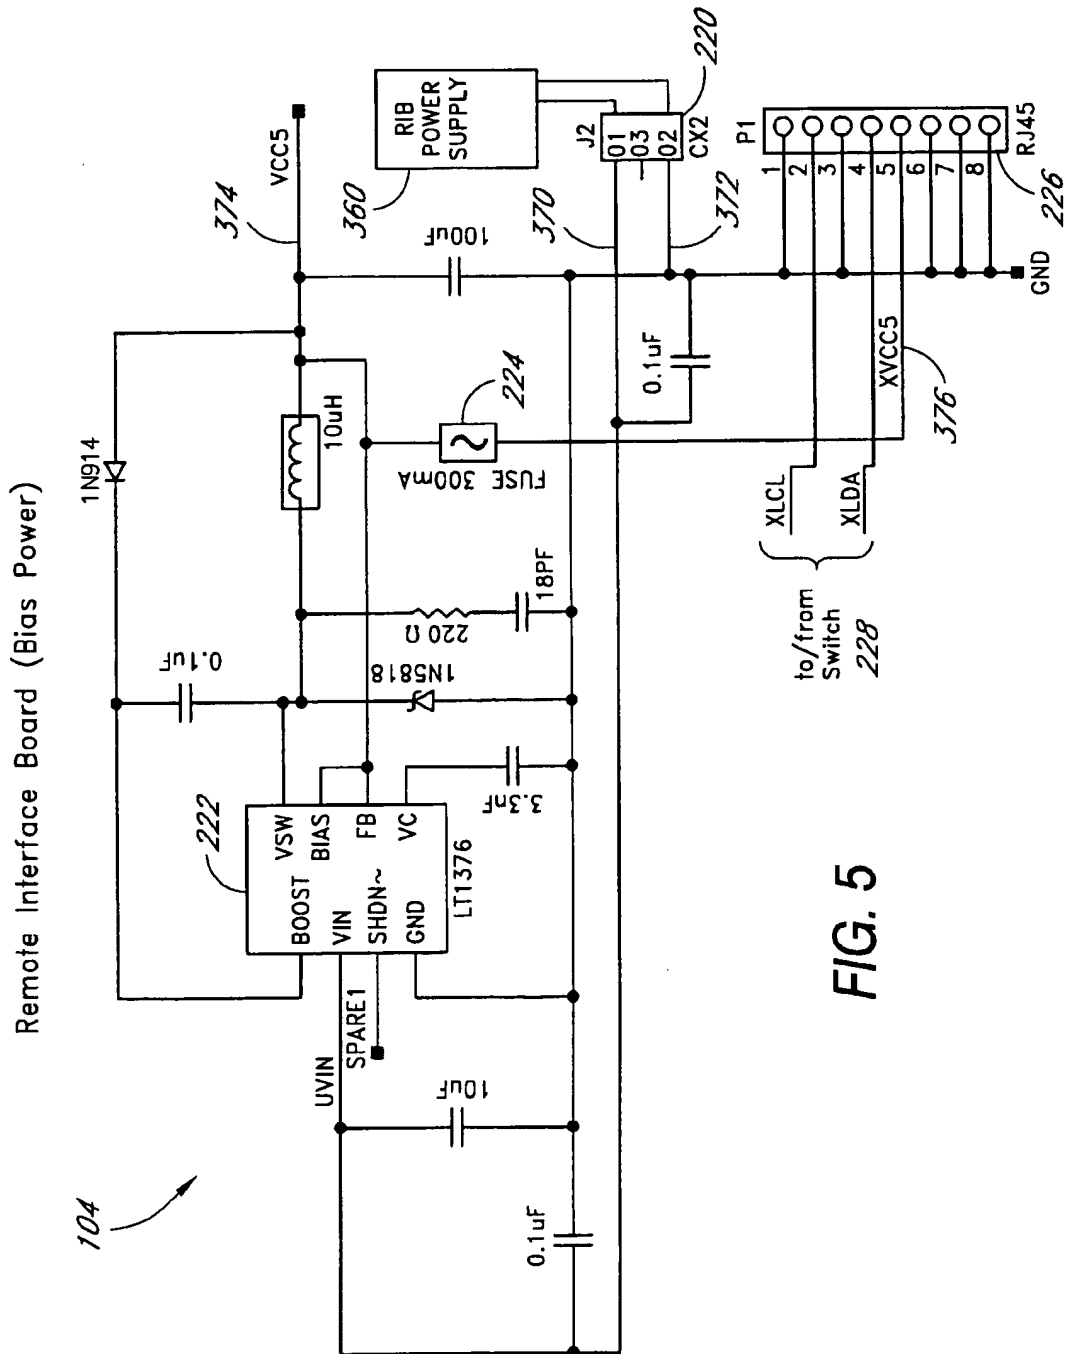 Remote Interface Board (Bias Power)
104
222
1N914
0.1uF
10uH
374
VCC5
360
RIB
POWER
SUPPLY
100uF
220
J2
01
03
02
CX2
370
372
BOOST
VIN
SHDN~
GND
VSW
BIAS
FB
VC
LT1376
UVIN
SPARE1
10uF
0.1uF
3.3nF
1N5818
220Ω
18PF
FUSE 300mA
224
0.1uF
P1
1
2
3
4
5
6
7
8
RJ45
226
GND
XVCC5
376
XLCL
XLDA
to/from
Switch
228
FIG. 5